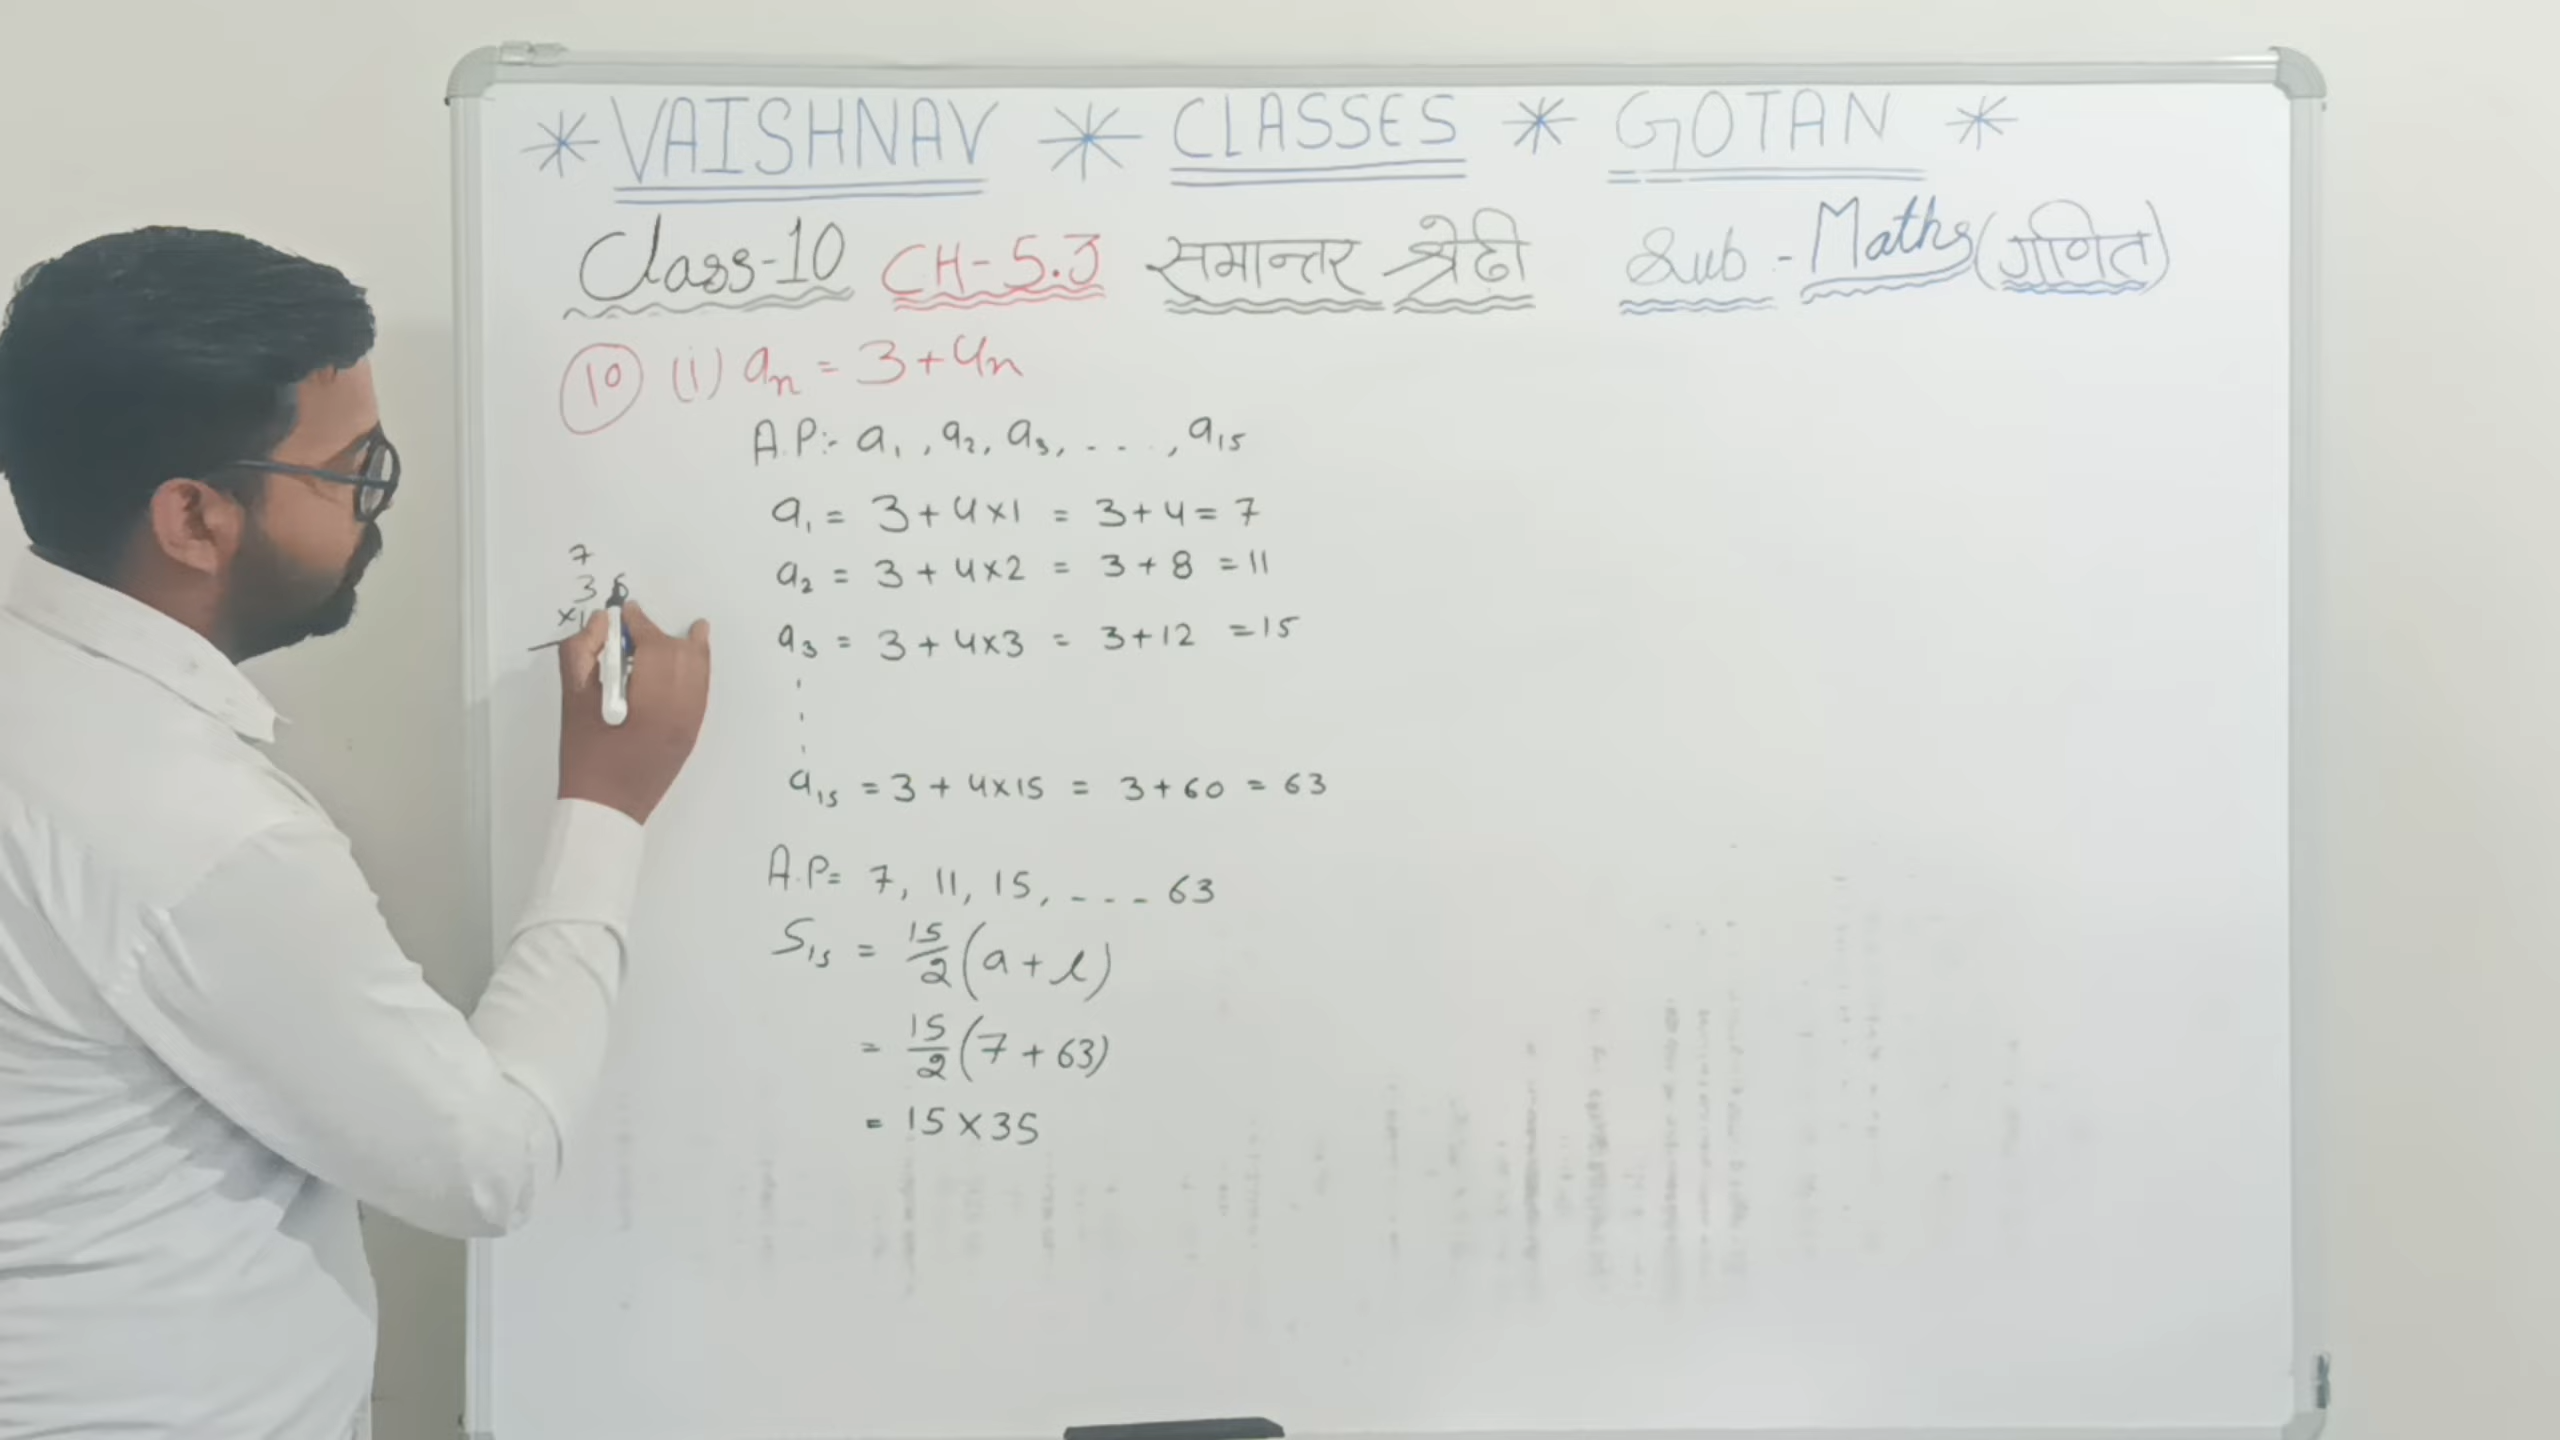 * VAISHNAV * CLASSES * GOTAN *
Class-10 CH-5.3 समान्तर श्रेढी Sub - Maths (गणित)
10 (i) aₙ = 3+4n
A.P:- a₁, a₂, a₃, - - - -, a₁₅
a₁ = 3+4×1 = 3+4 = 7
a₂ = 3+4×2 = 3+8 = 11
a₃ = 3+4×3 = 3+12 = 15
a₁₅ = 3+4×15 = 3+60 = 63
A.P= 7, 11, 15, - - - 63
S₁₅ = 15/2 (a+l)
= 15/2 (7+63)
= 15×35
7
3
×1